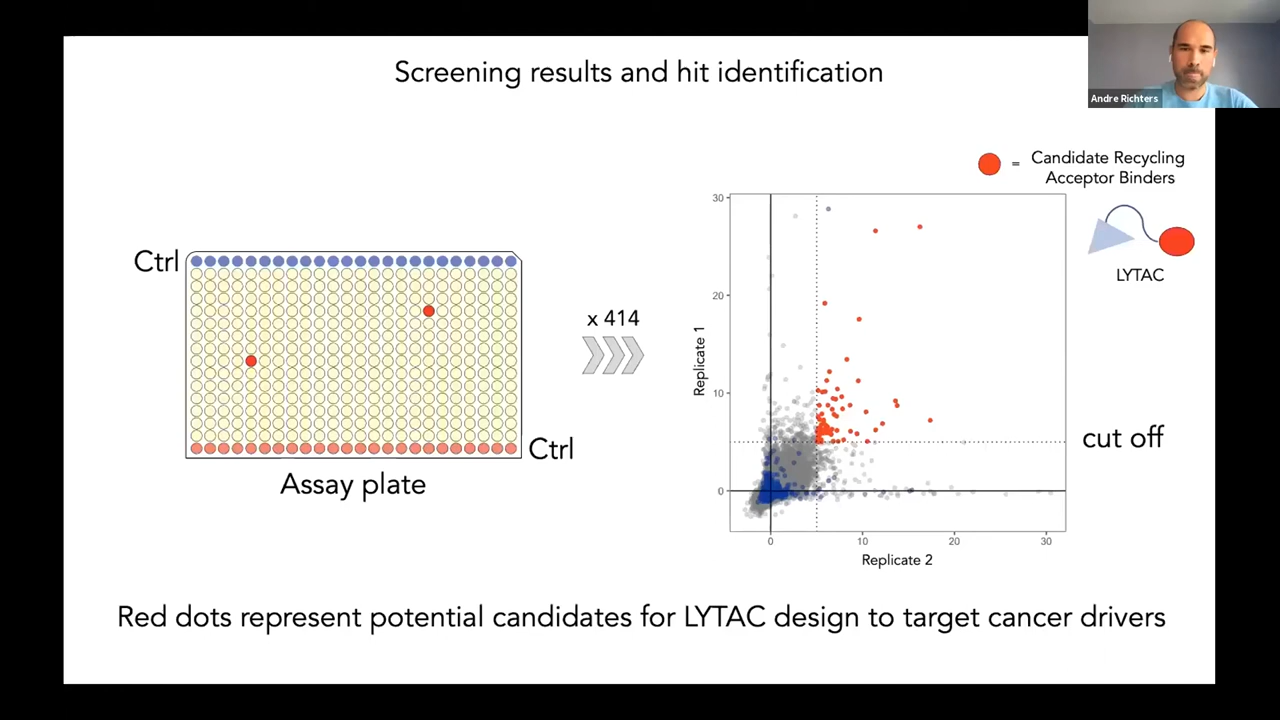 Screening results and hit identification
Andre Richters
= Candidate Recycling
Acceptor Binders
LYTAC
Ctrl
Ctrl
Assay plate
x 414
30
20
10
0
Replicate 1
0
10
20
30
Replicate 2
cut off
Red dots represent potential candidates for LYTAC design to target cancer drivers